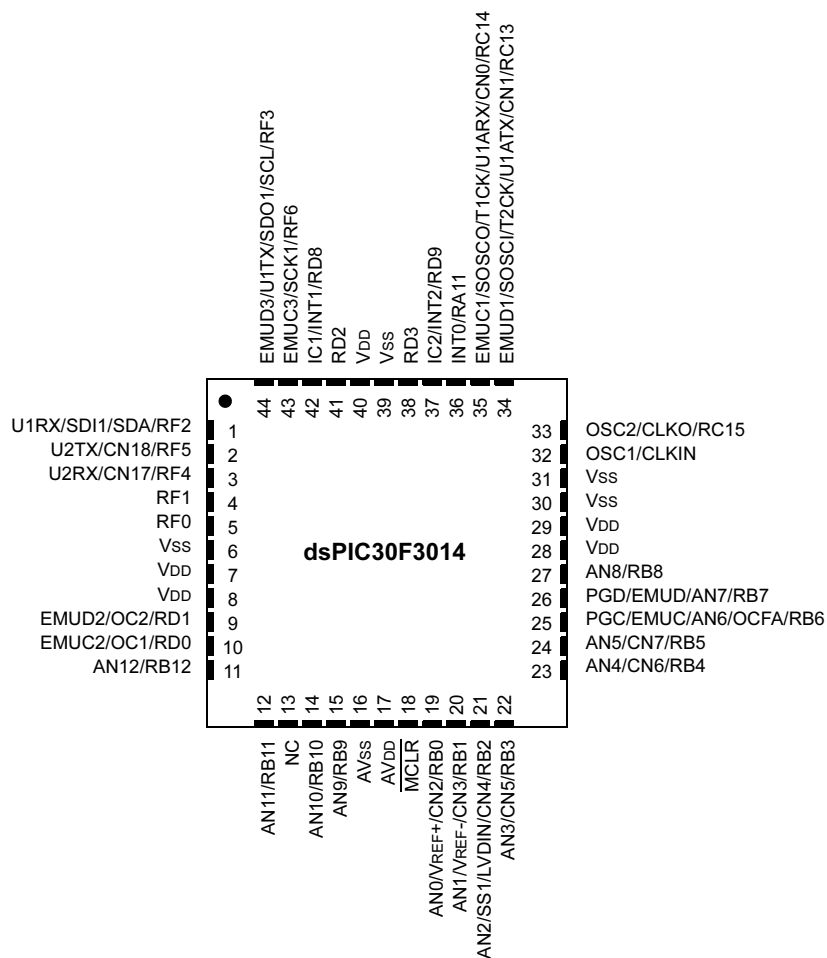 EMUD3/U1TX/SDO1/SCL/RF3
EMUC3/SCK1/RF6
IC1/INT1/RD8
RD2
VDD
VSS
RD3
IC2/INT2/RD9
INT0/RA11
EMUC1/SOSCO/T1CK/U1ARX/CN0/RC14
EMUD1/SOSCI/T2CK/U1ATX/CN1/RC13
44
43
42
41
40
39
38
37
36
35
34
U1RX/SDI1/SDA/RF2
1
U2TX/CN18/RF5
2
U2RX/CN17/RF4
3
RF1
4
RF0
5
VSS
6
VDD
7
VDD
8
EMUD2/OC2/RD1
9
EMUC2/OC1/RD0
10
AN12/RB12
11
dsPIC30F3014
33
OSC2/CLKO/RC15
32
OSC1/CLKIN
31
VSS
30
VSS
29
VDD
28
VDD
27
AN8/RB8
26
PGD/EMUD/AN7/RB7
25
PGC/EMUC/AN6/OCFA/RB6
24
AN5/CN7/RB5
23
AN4/CN6/RB4
12
13
14
15
16
17
18
19
20
21
22
AN11/RB11
NC
AN10/RB10
AN9/RB9
AVSS
AVDD
MCLR
AN0/VREF+/CN2/RB0
AN1/VREF-/CN3/RB1
AN2/SS1/LVDIN/CN4/RB2
AN3/CN5/RB3